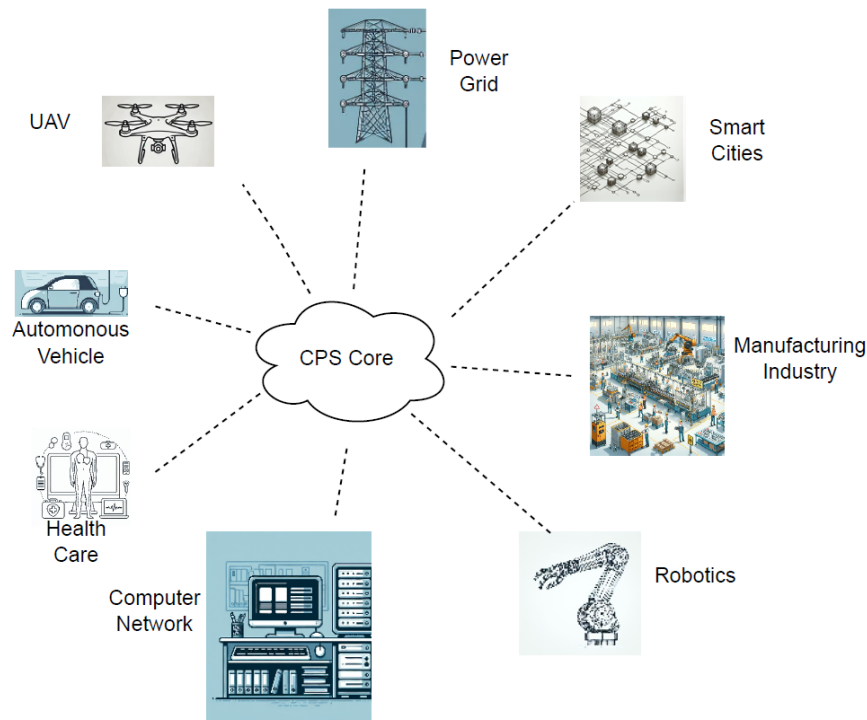 Power
Grid
UAV
Smart
Cities
Automonous
Vehicle
CPS Core
Manufacturing
Industry
Health
Care
Robotics
Computer
Network